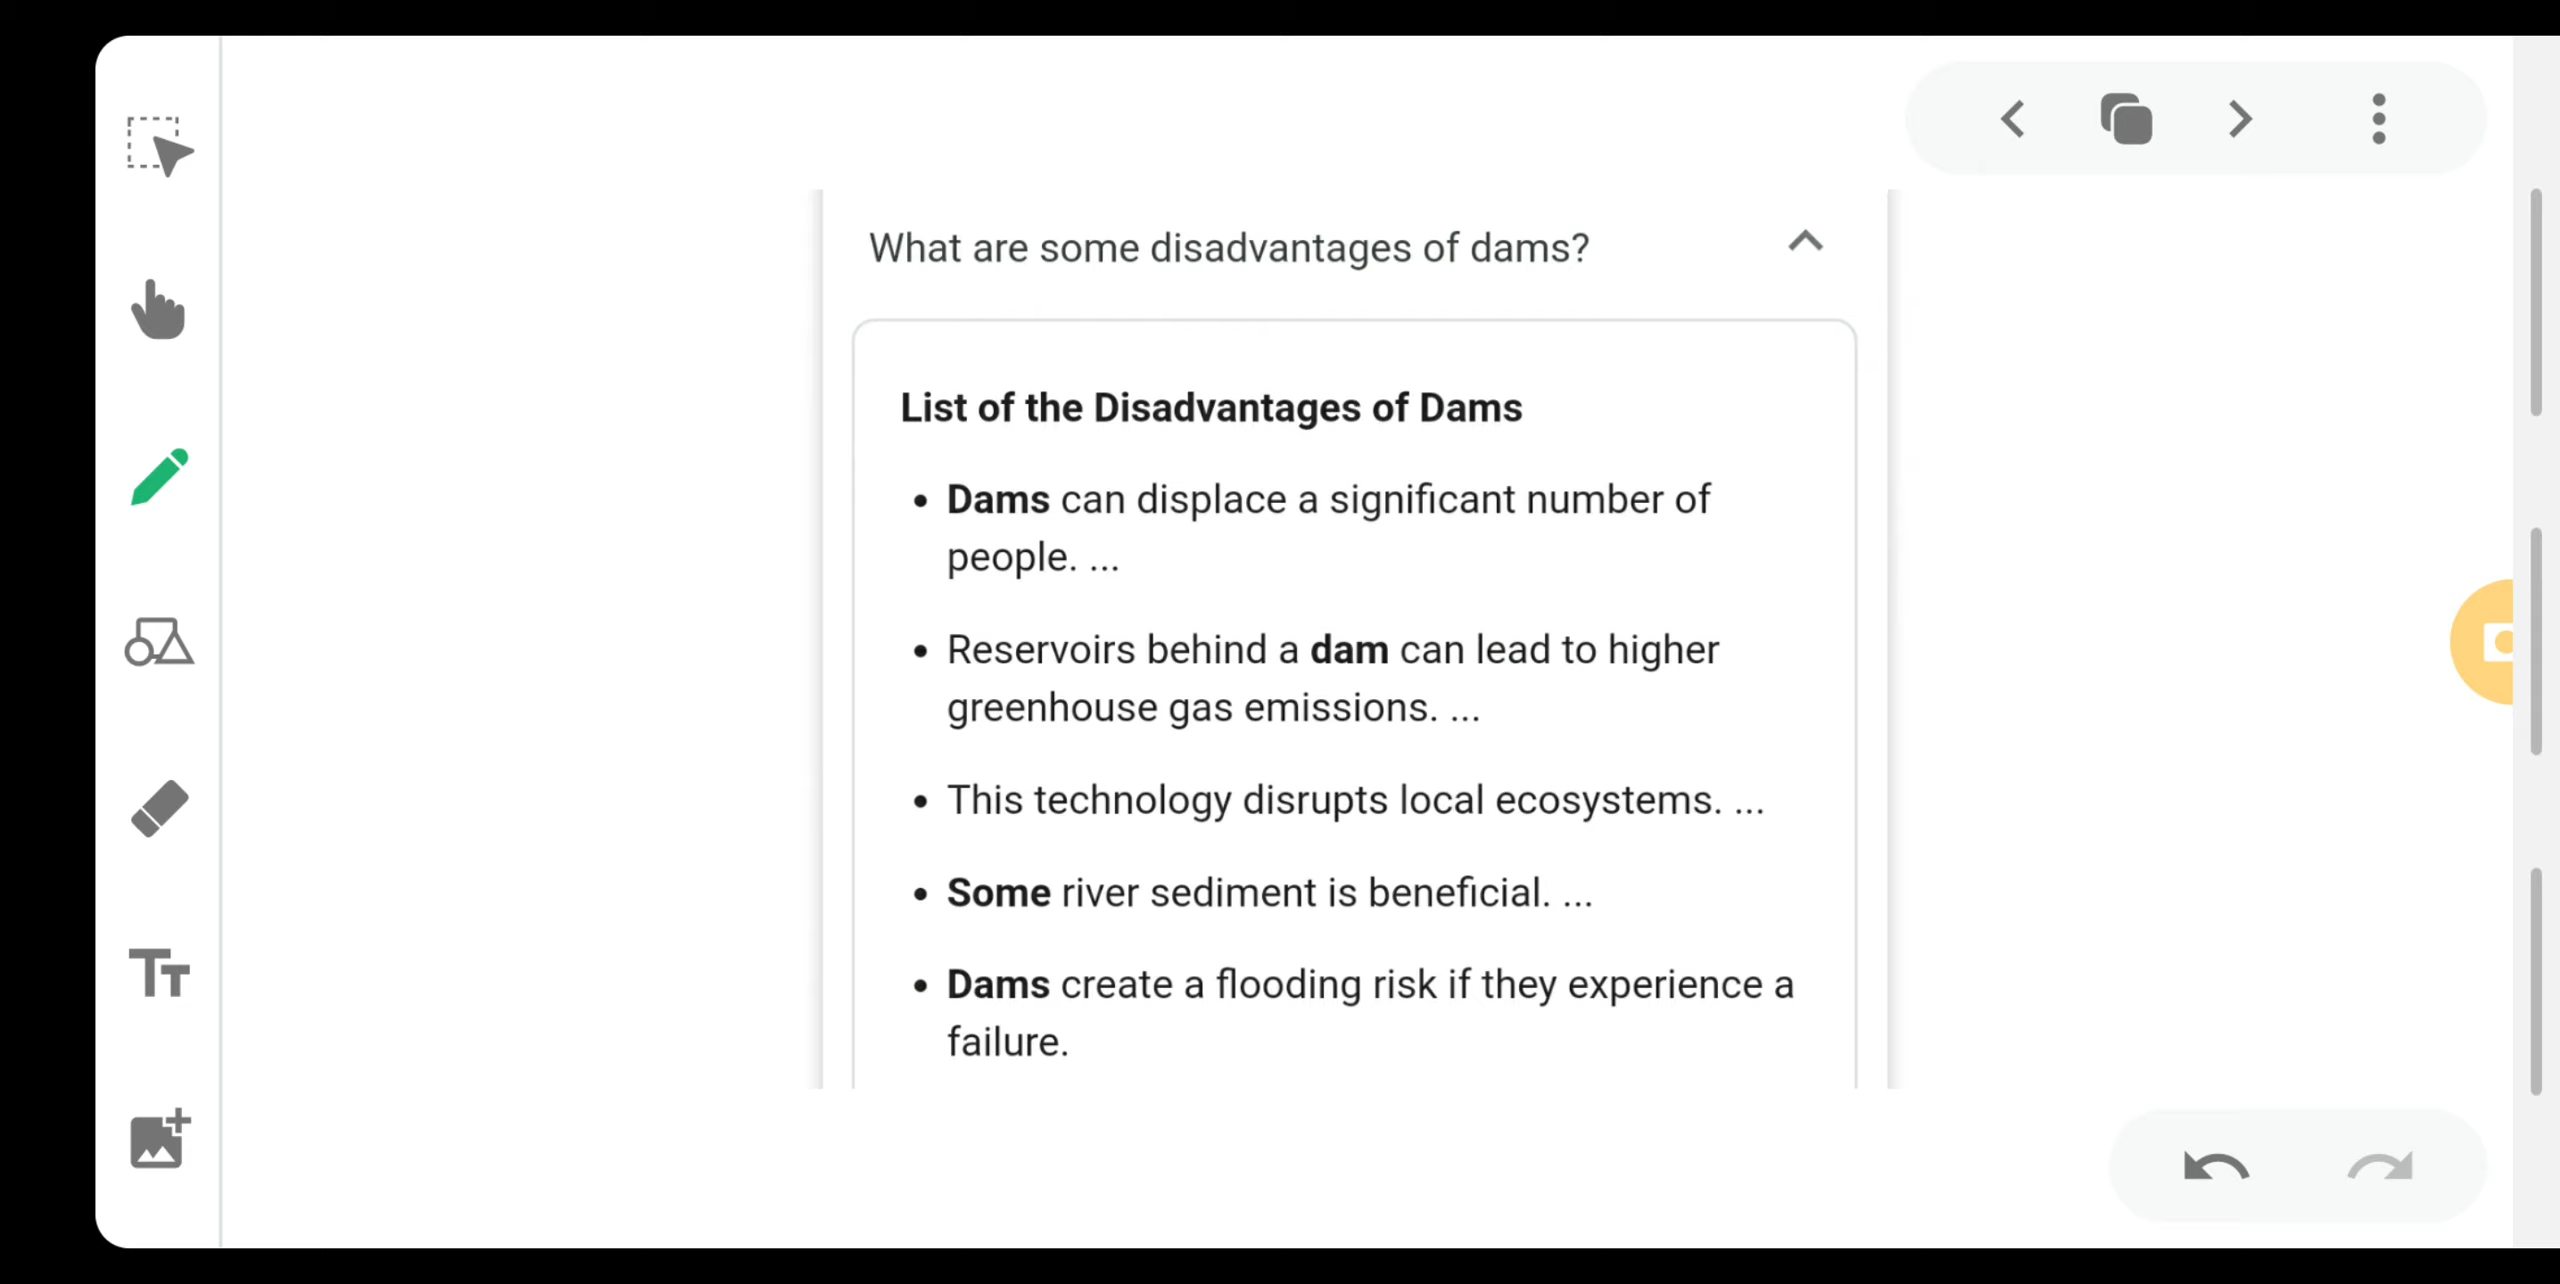 What are some disadvantages of dams?
List of the Disadvantages of Dams
• Dams can displace a significant number of
people. ...
• Reservoirs behind a dam can lead to higher
greenhouse gas emissions. ...
• This technology disrupts local ecosystems. ...
• Some river sediment is beneficial. ...
• Dams create a flooding risk if they experience a
failure.